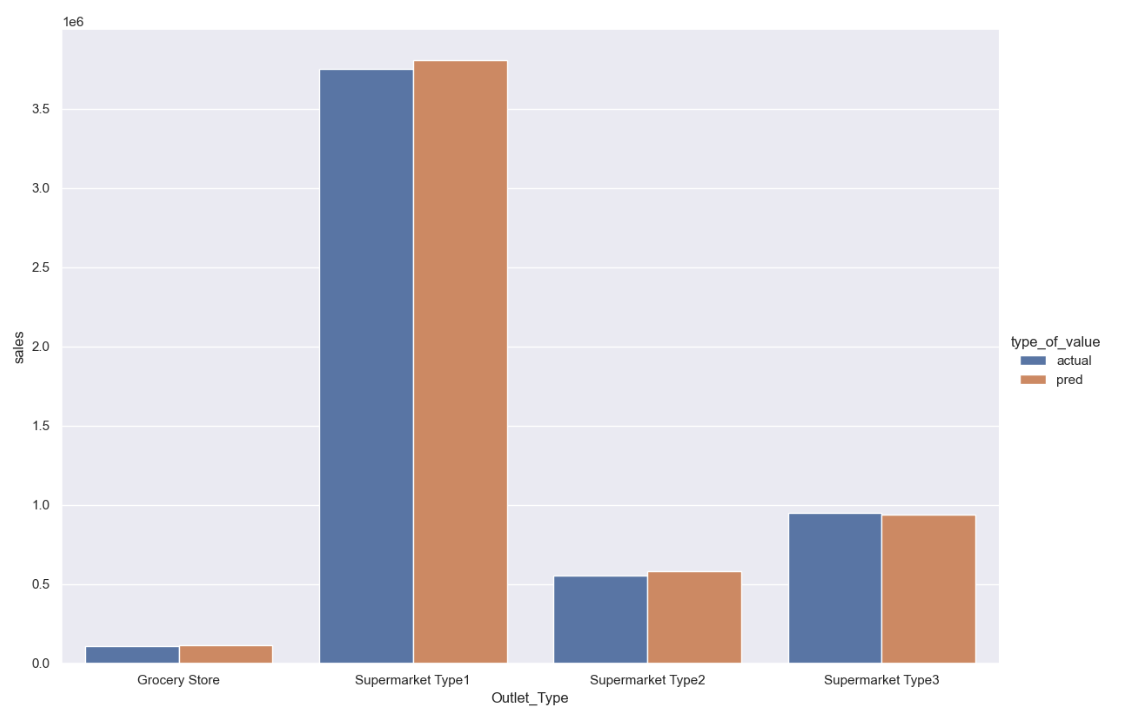 1e6
3.5
3.0
2.5
2.0
1.5
1.0
0.5
0.0
sales
Grocery Store
Supermarket Type1
Supermarket Type2
Supermarket Type3
Outlet_Type
type_of_value
actual
pred